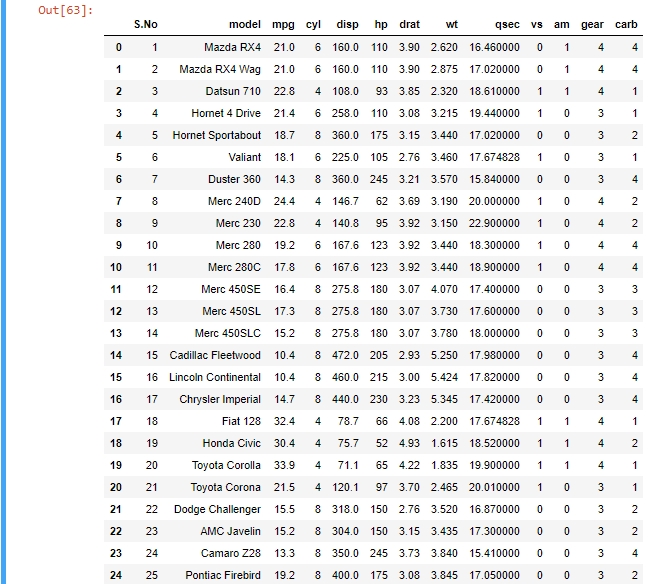 Out[63]:
S.No model mpg cyl disp hp drat wt qsec vs am gear carb
0 1 Mazda RX4 21.0 6 160.0 110 3.90 2.620 16.460000 0 1 4 4
1 2 Mazda RX4 Wag 21.0 6 160.0 110 3.90 2.875 17.020000 0 1 4 4
2 3 Datsun 710 22.8 4 108.0 93 3.85 2.320 18.610000 1 1 4 1
3 4 Hornet 4 Drive 21.4 6 258.0 110 3.08 3.215 19.440000 1 0 3 1
4 5 Hornet Sportabout 18.7 8 360.0 175 3.15 3.440 17.020000 0 0 3 2
5 6 Valiant 18.1 6 225.0 105 2.76 3.460 17.674828 1 0 3 1
6 7 Duster 360 14.3 8 360.0 245 3.21 3.570 15.840000 0 0 3 4
7 8 Merc 240D 24.4 4 146.7 62 3.69 3.190 20.000000 1 0 4 2
8 9 Merc 230 22.8 4 140.8 95 3.92 3.150 22.900000 1 0 4 2
9 10 Merc 280 19.2 6 167.6 123 3.92 3.440 18.300000 1 0 4 4
10 11 Merc 280C 17.8 6 167.6 123 3.92 3.440 18.900000 1 0 4 4
11 12 Merc 450SE 16.4 8 275.8 180 3.07 4.070 17.400000 0 0 3 3
12 13 Merc 450SL 17.3 8 275.8 180 3.07 3.730 17.600000 0 0 3 3
13 14 Merc 450SLC 15.2 8 275.8 180 3.07 3.780 18.000000 0 0 3 3
14 15 Cadillac Fleetwood 10.4 8 472.0 205 2.93 5.250 17.980000 0 0 3 4
15 16 Lincoln Continental 10.4 8 460.0 215 3.00 5.424 17.820000 0 0 3 4
16 17 Chrysler Imperial 14.7 8 440.0 230 3.23 5.345 17.420000 0 0 3 4
17 18 Fiat 128 32.4 4 78.7 66 4.08 2.200 17.674828 1 1 4 1
18 19 Honda Civic 30.4 4 75.7 52 4.93 1.615 18.520000 1 1 4 2
19 20 Toyota Corolla 33.9 4 71.1 65 4.22 1.835 19.900000 1 1 4 1
20 21 Toyota Corona 21.5 4 120.1 97 3.70 2.465 20.010000 1 0 3 1
21 22 Dodge Challenger 15.5 8 318.0 150 2.76 3.520 16.870000 0 0 3 2
22 23 AMC Javelin 15.2 8 304.0 150 3.15 3.435 17.300000 0 0 3 2
23 24 Camaro Z28 13.3 8 350.0 245 3.73 3.840 15.410000 0 0 3 4
24 25 Pontiac Firebird 19.2 8 400.0 175 3.08 3.845 17.050000 0 0 3 2